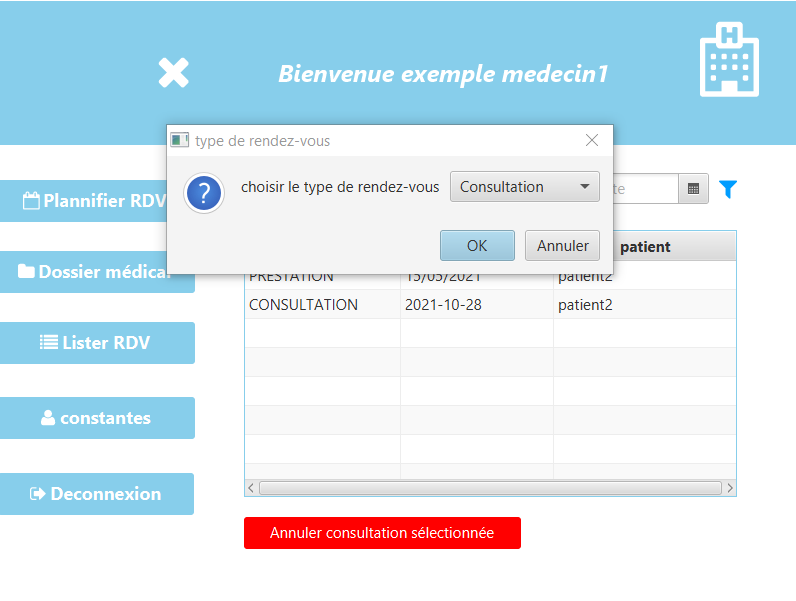 H
Bienvenue exemple medecin1
type de rendez-vous
choisir le type de rendez-vous
Consultation
OK
Annuler
Plannifier RDV
Dossier médical
Lister RDV
constantes
Deconnexion
patient
PRESTATION 15/05/2021 patient2
CONSULTATION 2021-10-28 patient2
Annuler consultation sélectionnée